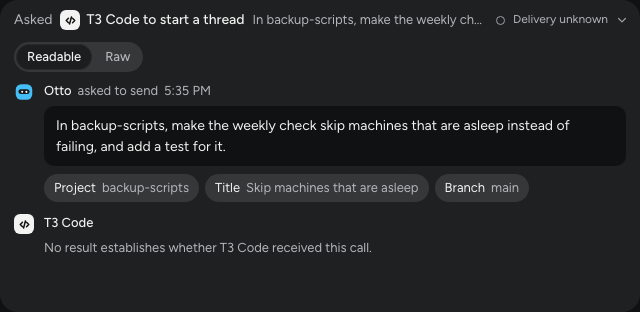 Asked T3 Code to start a thread In backup-scripts, make the weekly ch... Delivery unknown
Readable Raw
Otto asked to send 5:35 PM
In backup-scripts, make the weekly check skip machines that are asleep instead of
failing, and add a test for it.
Project backup-scripts Title Skip machines that are asleep Branch main
T3 Code
No result establishes whether T3 Code received this call.